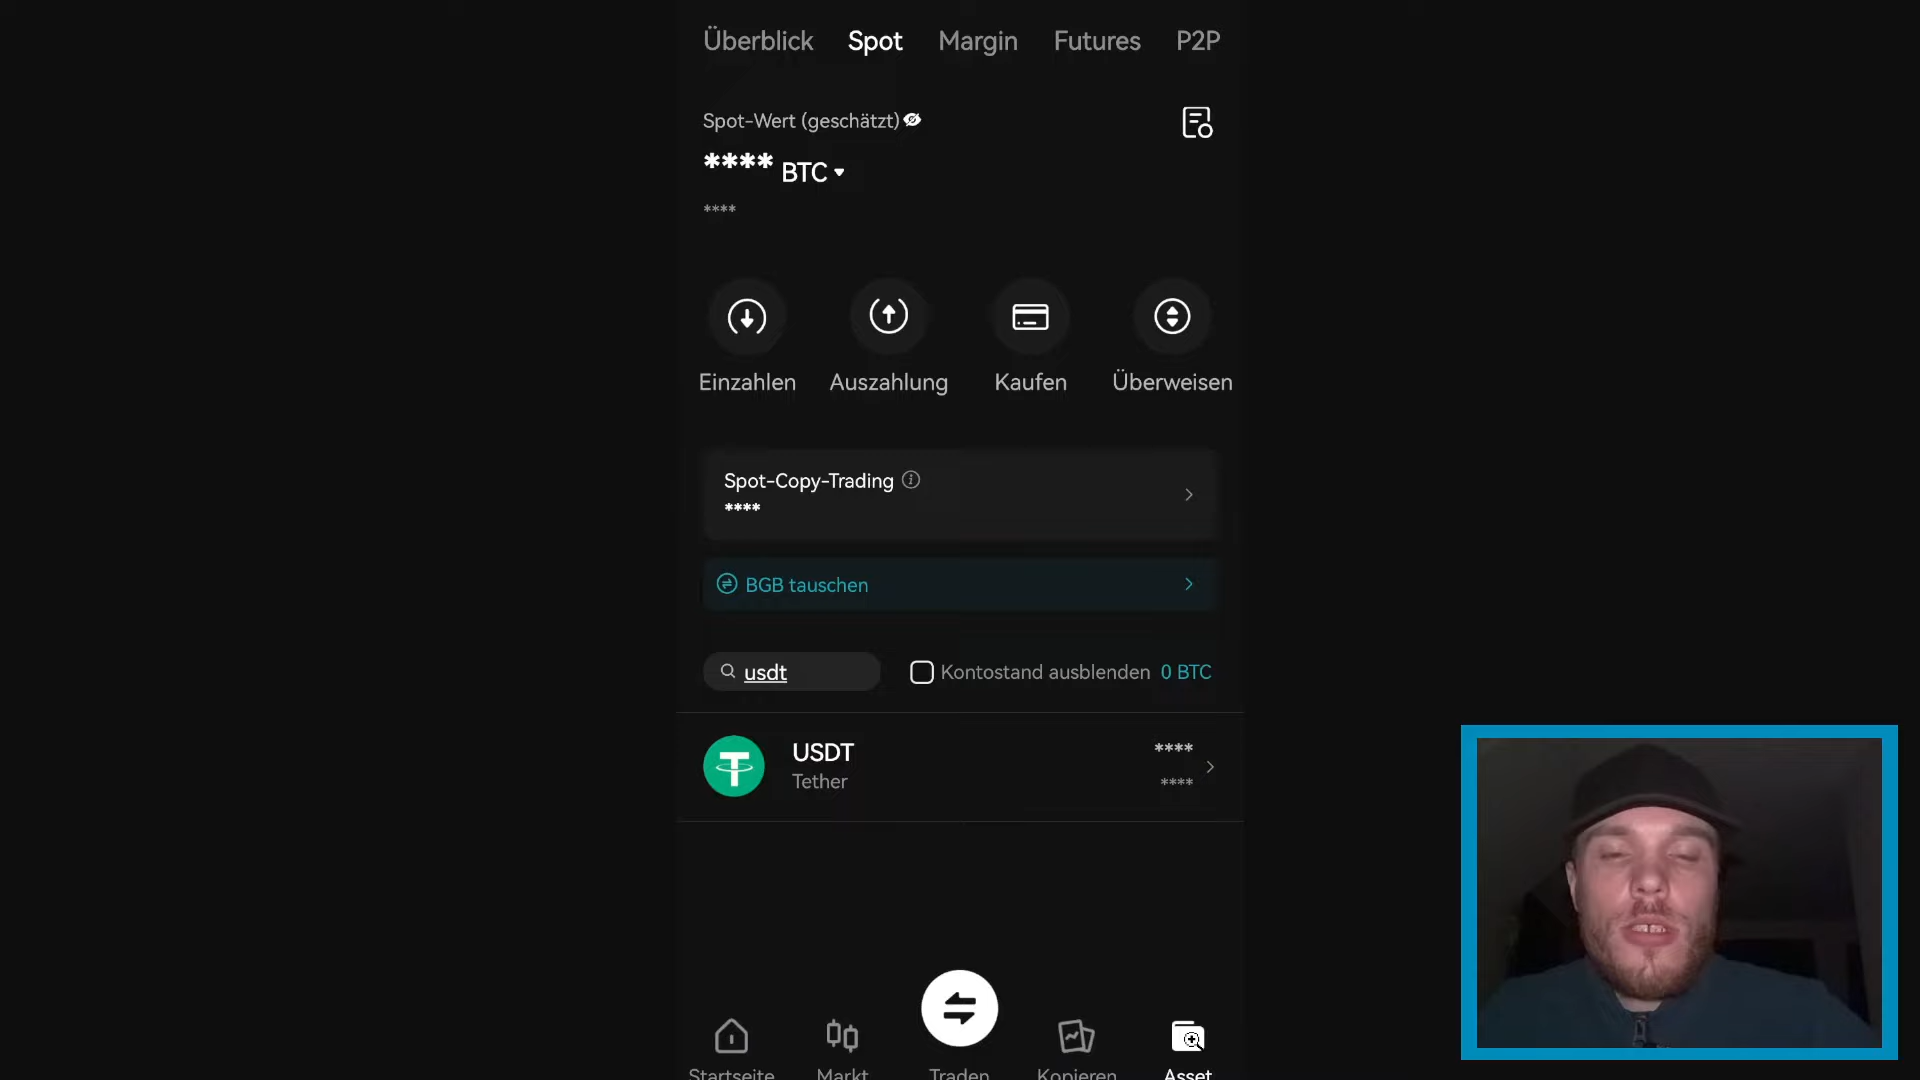 Überblick Spot Margin Futures P2P
Spot-Wert (geschätzt)
**** BTC
****
Einzahlen Auszahlung Kaufen Überweisen
Spot-Copy-Trading
****
BGB tauschen
usdt Kontostand ausblenden 0 BTC
USDT ****
Tether ****
Startseite Markt Traden Kopieren Asset